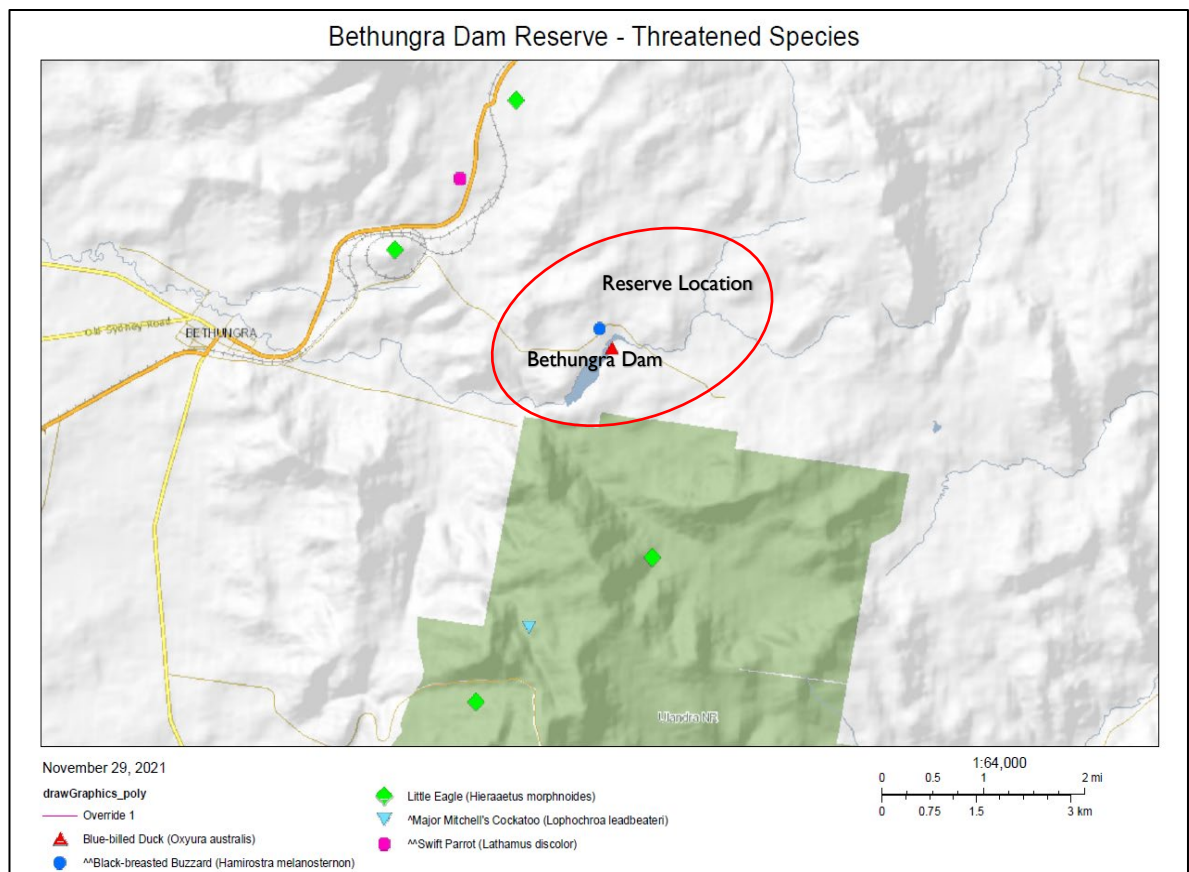 Bethungra Dam Reserve - Threatened Species
Reserve Location
Old Sydney Road
BETHUNGRA
Bethungra Dam
Ulandra NR
November 29, 2021
drawGraphics_poly
Override 1
Blue-billed Duck (Oxyura australis)
^^Black-breasted Buzzard (Hamirostra melanosternon)
Little Eagle (Hieraaetus morphnoides)
^Major Mitchell's Cockatoo (Lophochroa leadbeateri)
^^Swift Parrot (Lathamus discolor)
1:64,000
0 0.5 1 2 mi
0 0.75 1.5 3 km